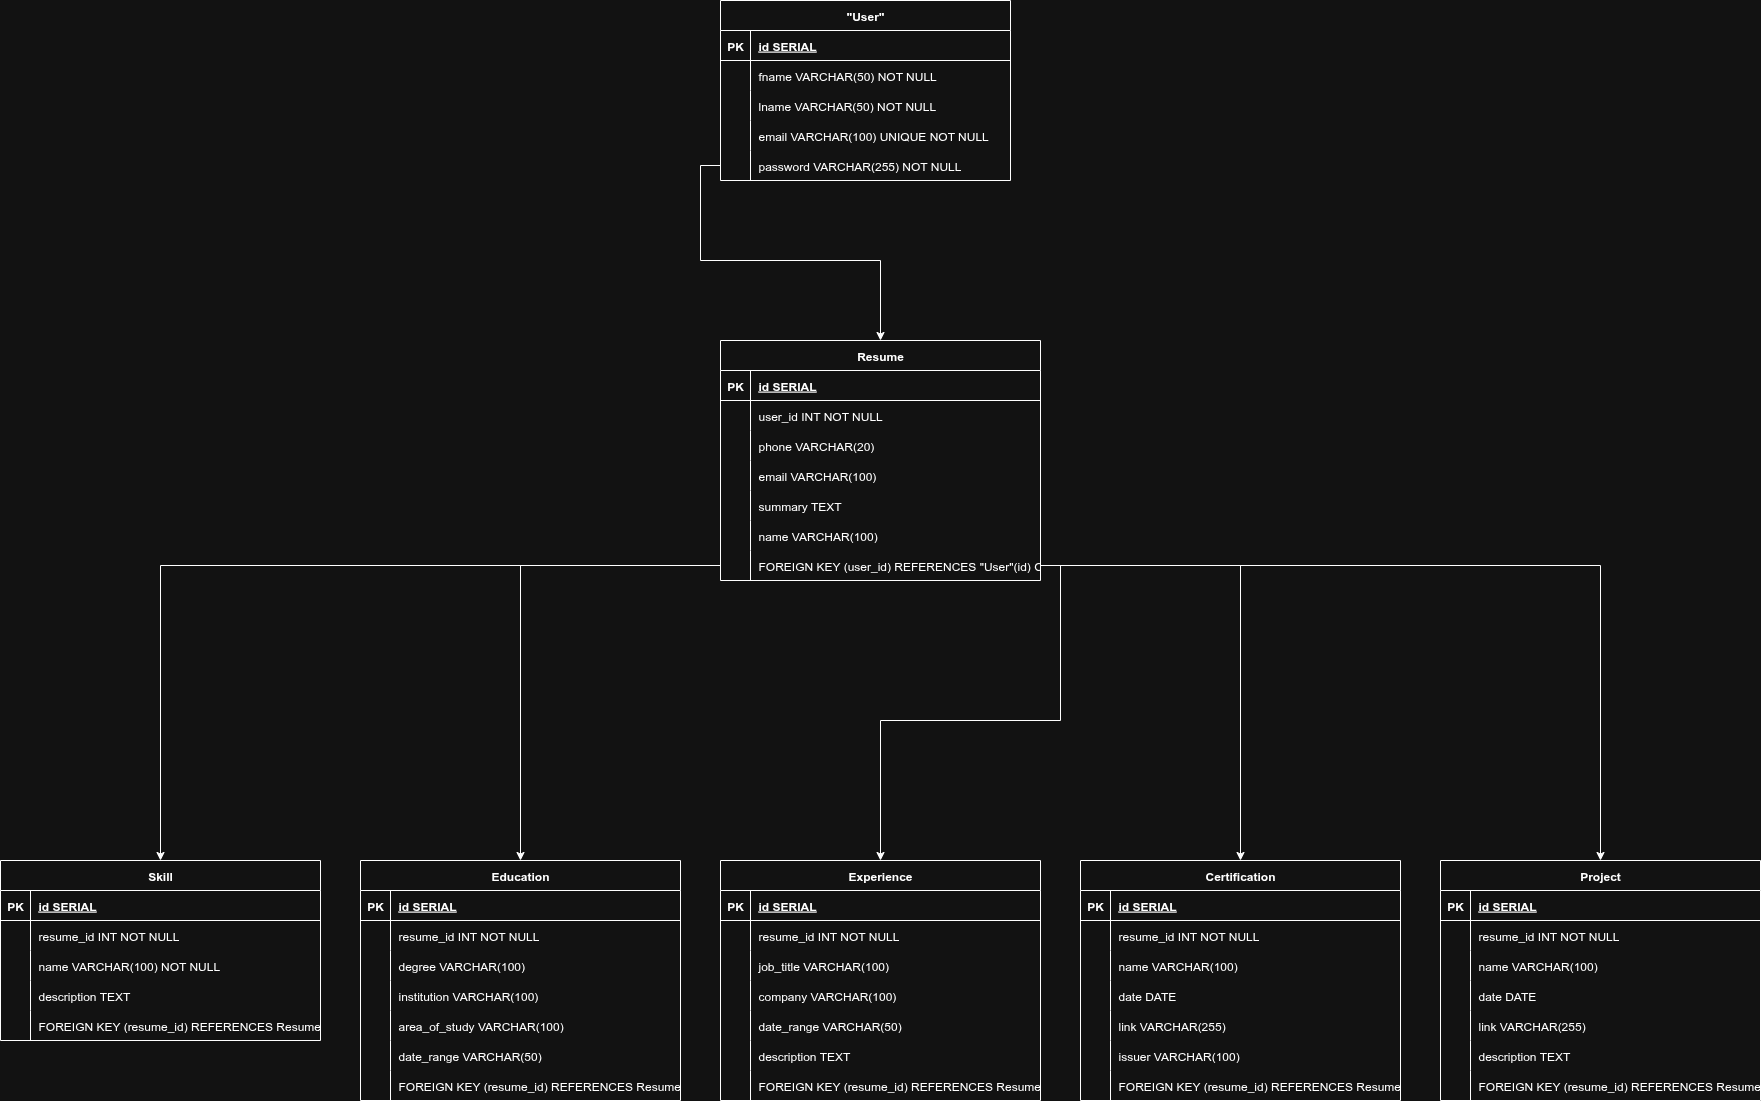 "User"
PK id SERIAL
fname VARCHAR(50) NOT NULL
lname VARCHAR(50) NOT NULL
email VARCHAR(100) UNIQUE NOT NULL
password VARCHAR(255) NOT NULL
Resume
PK id SERIAL
user_id INT NOT NULL
phone VARCHAR(20)
email VARCHAR(100)
summary TEXT
name VARCHAR(100)
FOREIGN KEY (user_id) REFERENCES "User"(id)
Skill
PK id SERIAL
resume_id INT NOT NULL
name VARCHAR(100) NOT NULL
description TEXT
FOREIGN KEY (resume_id) REFERENCES Resume
Education
PK id SERIAL
resume_id INT NOT NULL
degree VARCHAR(100)
institution VARCHAR(100)
area_of_study VARCHAR(100)
date_range VARCHAR(50)
FOREIGN KEY (resume_id) REFERENCES Resume
Experience
PK id SERIAL
resume_id INT NOT NULL
job_title VARCHAR(100)
company VARCHAR(100)
date_range VARCHAR(50)
description TEXT
FOREIGN KEY (resume_id) REFERENCES Resume
Certification
PK id SERIAL
resume_id INT NOT NULL
name VARCHAR(100)
date DATE
link VARCHAR(255)
issuer VARCHAR(100)
FOREIGN KEY (resume_id) REFERENCES Resume
Project
PK id SERIAL
resume_id INT NOT NULL
name VARCHAR(100)
date DATE
link VARCHAR(255)
description TEXT
FOREIGN KEY (resume_id) REFERENCES Resume